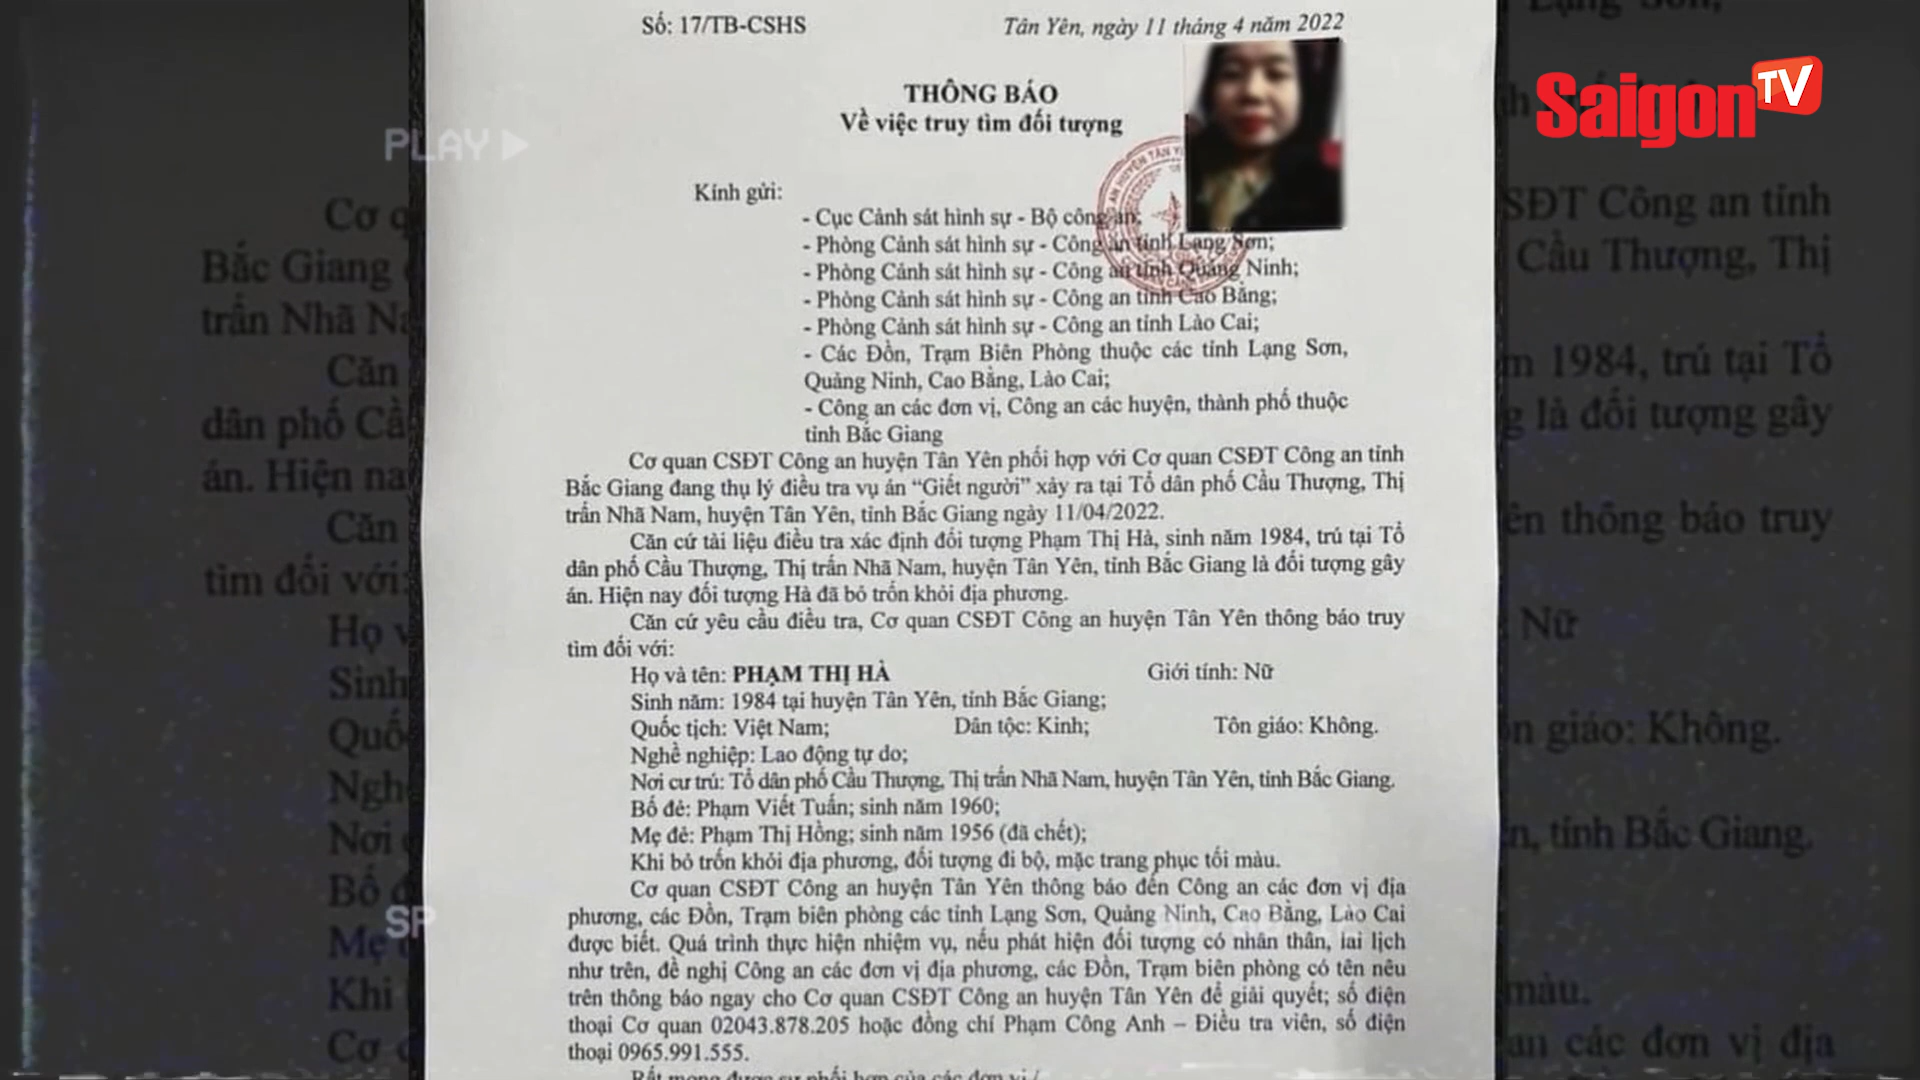 Số: 17/TB-CSHS
Tân Yên, ngày 11 tháng 4 năm 2022
Saigon TV
THÔNG BÁO
Về việc truy tìm đối tượng
PLAY
Kính gửi:
- Cục Cảnh sát hình sự - Bộ công an;
- Phòng Cảnh sát hình sự - Công an tỉnh Lạng Sơn;
- Phòng Cảnh sát hình sự - Công an tỉnh Quảng Ninh;
- Phòng Cảnh sát hình sự - Công an tỉnh Cao Bằng;
- Phòng Cảnh sát hình sự - Công an tỉnh Lào Cai;
- Các Đồn, Trạm Biên Phòng thuộc các tỉnh Lạng Sơn,
Quảng Ninh, Cao Bằng, Lào Cai;
- Công an các đơn vị, Công an các huyện, thành phố thuộc
tỉnh Bắc Giang
Cơ quan CSĐT Công an huyện Tân Yên phối hợp với Cơ quan CSĐT Công an tỉnh
Bắc Giang đang thụ lý điều tra vụ án “Giết người” xảy ra tại Tổ dân phố Cầu Thượng, Thị
trấn Nhã Nam, huyện Tân Yên, tỉnh Bắc Giang ngày 11/04/2022.
Căn cứ tài liệu điều tra xác định đối tượng Phạm Thị Hà, sinh năm 1984, trú tại Tổ
dân phố Cầu Thượng, Thị trấn Nhã Nam, huyện Tân Yên, tỉnh Bắc Giang là đối tượng gây
án. Hiện nay đối tượng Hà đã bỏ trốn khỏi địa phương.
Căn cứ yêu cầu điều tra, Cơ quan CSĐT Công an huyện Tân Yên thông báo truy
tìm đối với:
Họ và tên: PHẠM THỊ HÀ Giới tính: Nữ
Sinh năm: 1984 tại huyện Tân Yên, tỉnh Bắc Giang;
Quốc tịch: Việt Nam; Dân tộc: Kinh; Tôn giáo: Không.
Nghề nghiệp: Lao động tự do;
Nơi cư trú: Tổ dân phố Cầu Thượng, Thị trấn Nhã Nam, huyện Tân Yên, tỉnh Bắc Giang.
Bố đẻ: Phạm Viết Tuấn; sinh năm 1960;
Mẹ đẻ: Phạm Thị Hồng; sinh năm 1956 (đã chết);
Khi bỏ trốn khỏi địa phương, đối tượng đi bộ, mặc trang phục tối màu.
Cơ quan CSĐT Công an huyện Tân Yên thông báo đến Công an các đơn vị địa
phương, các Đồn, Trạm biên phòng các tỉnh Lạng Sơn, Quảng Ninh, Cao Bằng, Lào Cai
được biết. Quá trình thực hiện nhiệm vụ, nếu phát hiện đối tượng có nhân thân, lai lịch
như trên, đề nghị Công an các đơn vị địa phương, các Đồn, Trạm biên phòng có tên nêu
trên thông báo ngay cho Cơ quan CSĐT Công an huyện Tân Yên để giải quyết; số điện
thoại Cơ quan 02043.878.205 hoặc đồng chí Phạm Công Anh – Điều tra viên, số điện
thoại 0965.991.555.
Rất mong được sự phối hợp của các đơn vị./.
SP